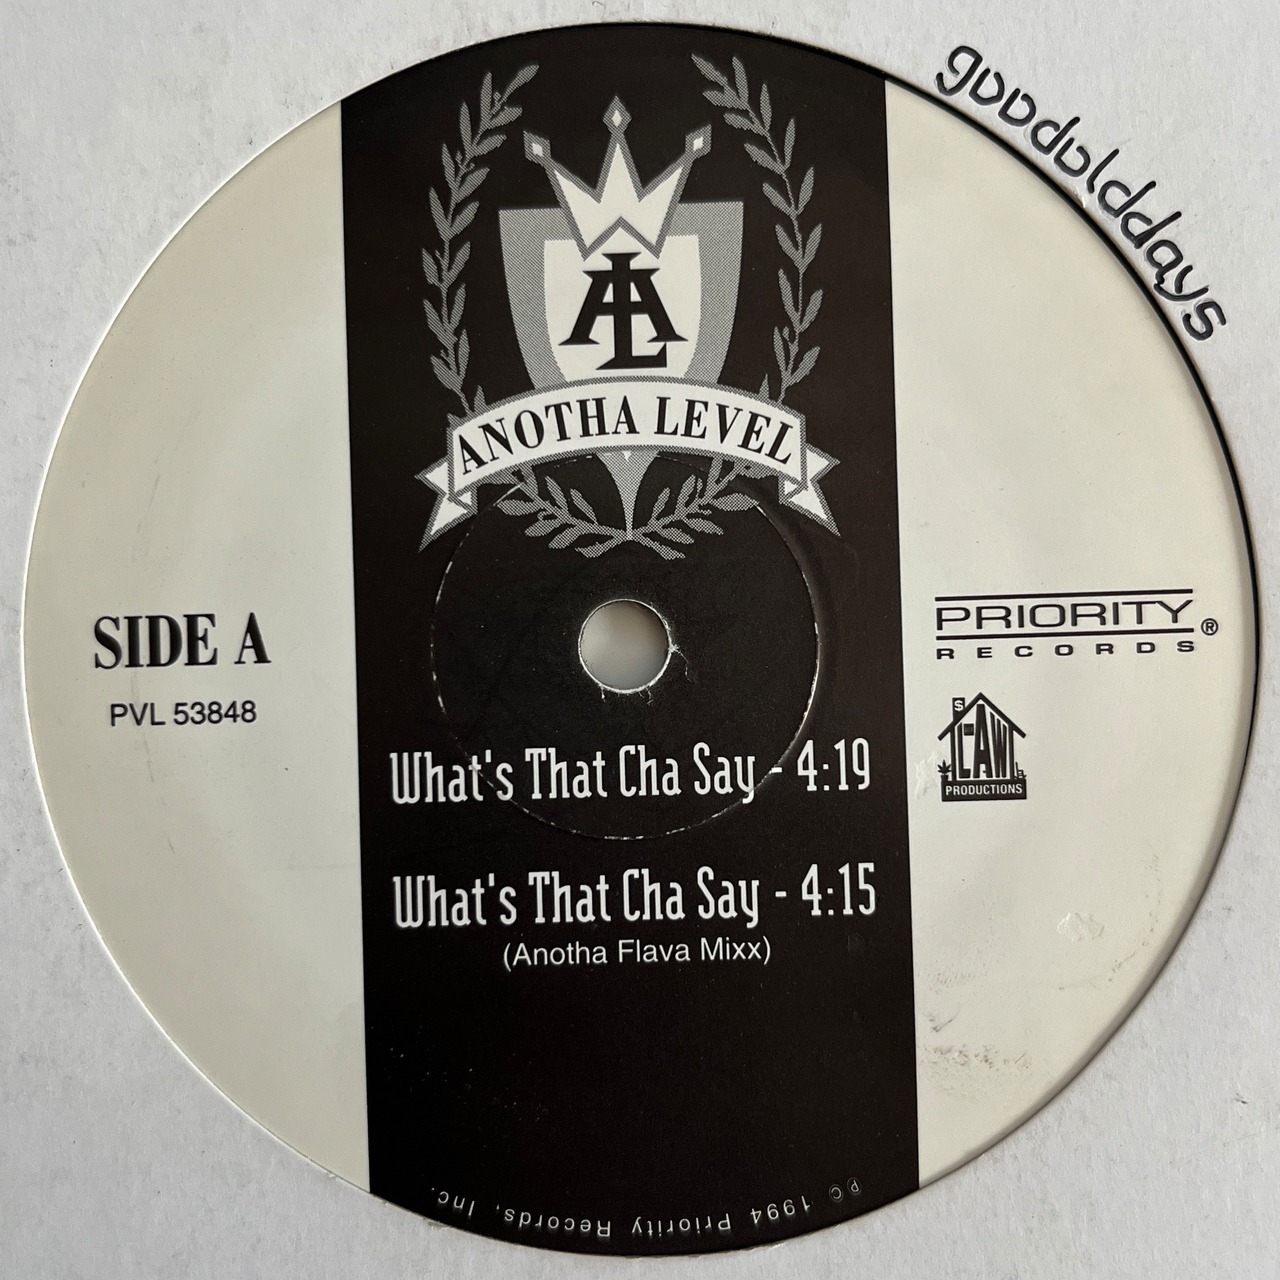 goodolddays
AL
ANOTHA LEVEL
SIDE A
PVL 53848
PRIORITY®
RECORDS
$
LAW
PRODUCTIONS
What's That Cha Say - 4:19
What's That Cha Say - 4:15
(Anotha Flava Mixx)
℗ © 1994 Priority Records, Inc.